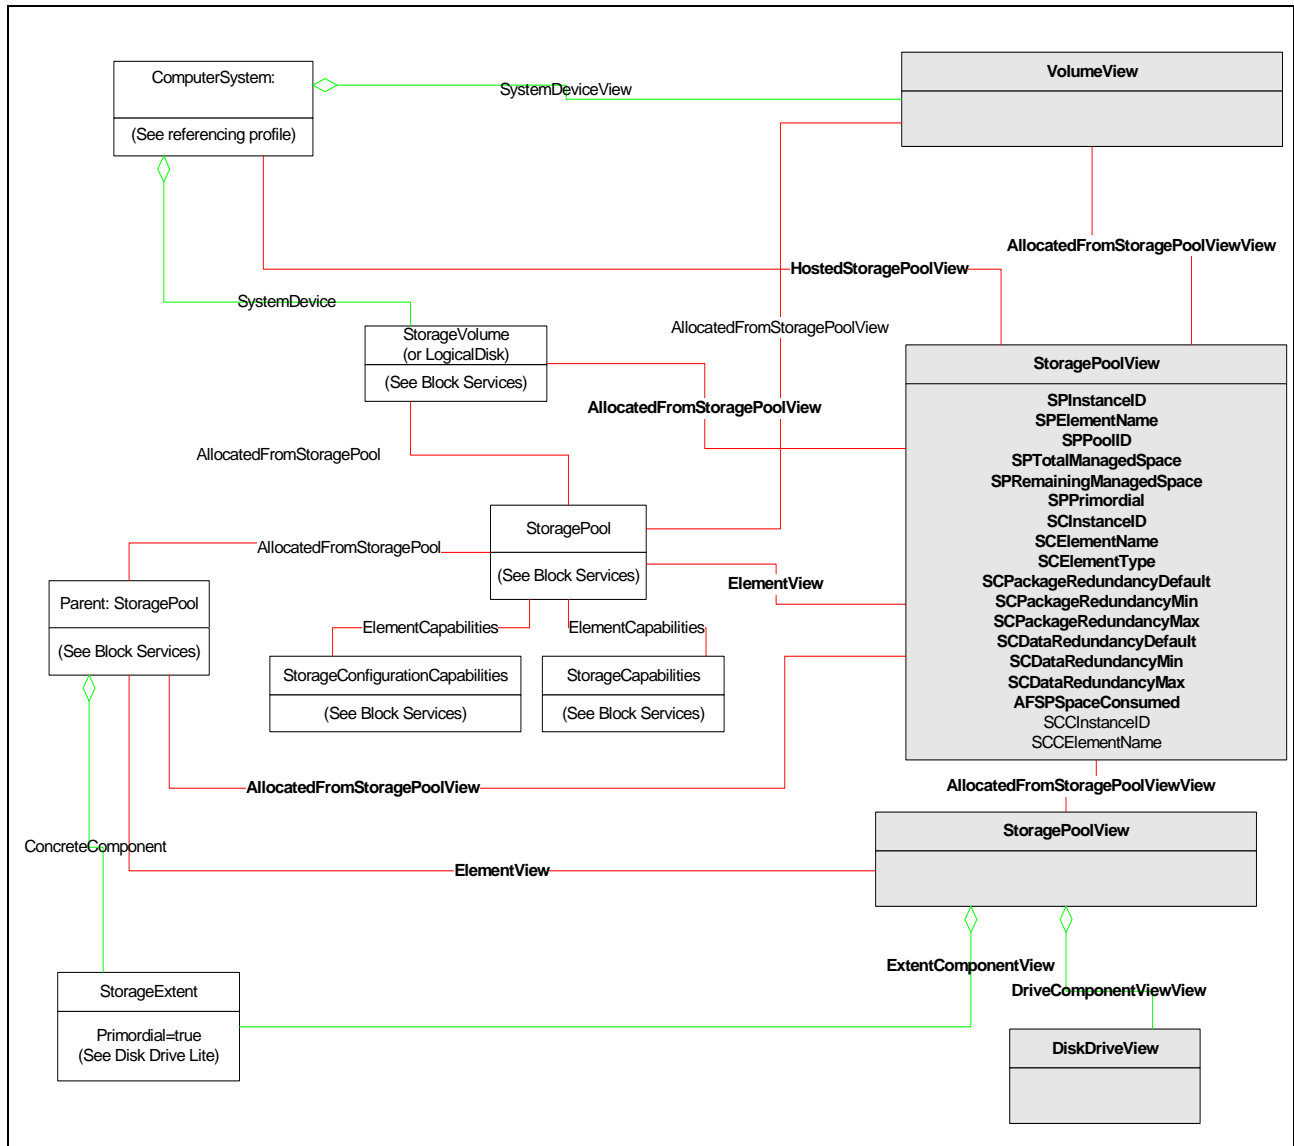 ComputerSystem:
(See referencing profile)
SystemDeviceView
VolumeView
AllocatedFromStoragePoolViewView
HostedStoragePoolView
SystemDevice
AllocatedFromStoragePoolView
StorageVolume
(or LogicalDisk)
(See Block Services)
AllocatedFromStoragePoolView
StoragePoolView
SPInstanceID
SPElementName
SPPoolID
SPTotalManagedSpace
SPRemainingManagedSpace
SPPrimordial
SCInstanceID
SCElementName
SCElementType
SCPackageRedundancyDefault
SCPackageRedundancyMin
SCPackageRedundancyMax
SCDataRedundancyDefault
SCDataRedundancyMin
SCDataRedundancyMax
AFSPSpaceConsumed
SCCInstanceID
SCCElementName
AllocatedFromStoragePool
StoragePool
(See Block Services)
AllocatedFromStoragePool
ElementView
Parent: StoragePool
(See Block Services)
ElementCapabilities
ElementCapabilities
StorageConfigurationCapabilities
(See Block Services)
StorageCapabilities
(See Block Services)
AllocatedFromStoragePoolView
AllocatedFromStoragePoolViewView
StoragePoolView
ConcreteComponent
ElementView
ExtentComponentView
DriveComponentViewView
StorageExtent
Primordial=true
(See Disk Drive Lite)
DiskDriveView